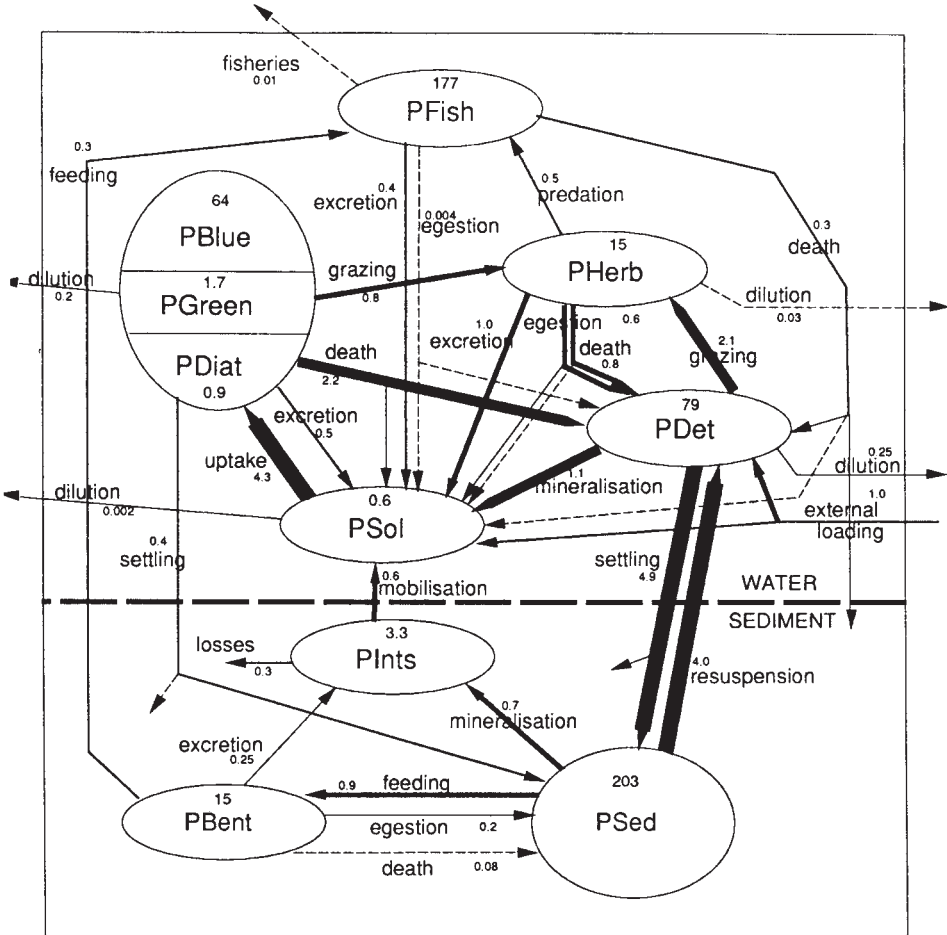 fisheries
0.01
177
PFish
0.3
feeding
0.4
excretion
0.004
egestion
0.5
predation
0.3
death
64
PBlue
1.7
PGreen
PDiat
0.9
dilution
0.2
grazing
0.8
15
PHerb
dilution
0.03
egestion
0.6
death
0.8
1.0
excretion
2.1
grazing
death
2.2
79
PDet
excretion
0.5
uptake
4.3
1.1
mineralisation
0.25
dilution
dilution
0.002
0.6
PSol
1.0
external
loading
0.4
settling
0.6
mobilisation
settling
4.9
WATER
SEDIMENT
losses
0.3
3.3
PInts
4.0
resuspension
0.7
mineralisation
excretion
0.25
0.9
feeding
203
PSed
15
PBent
egestion
0.2
death
0.08